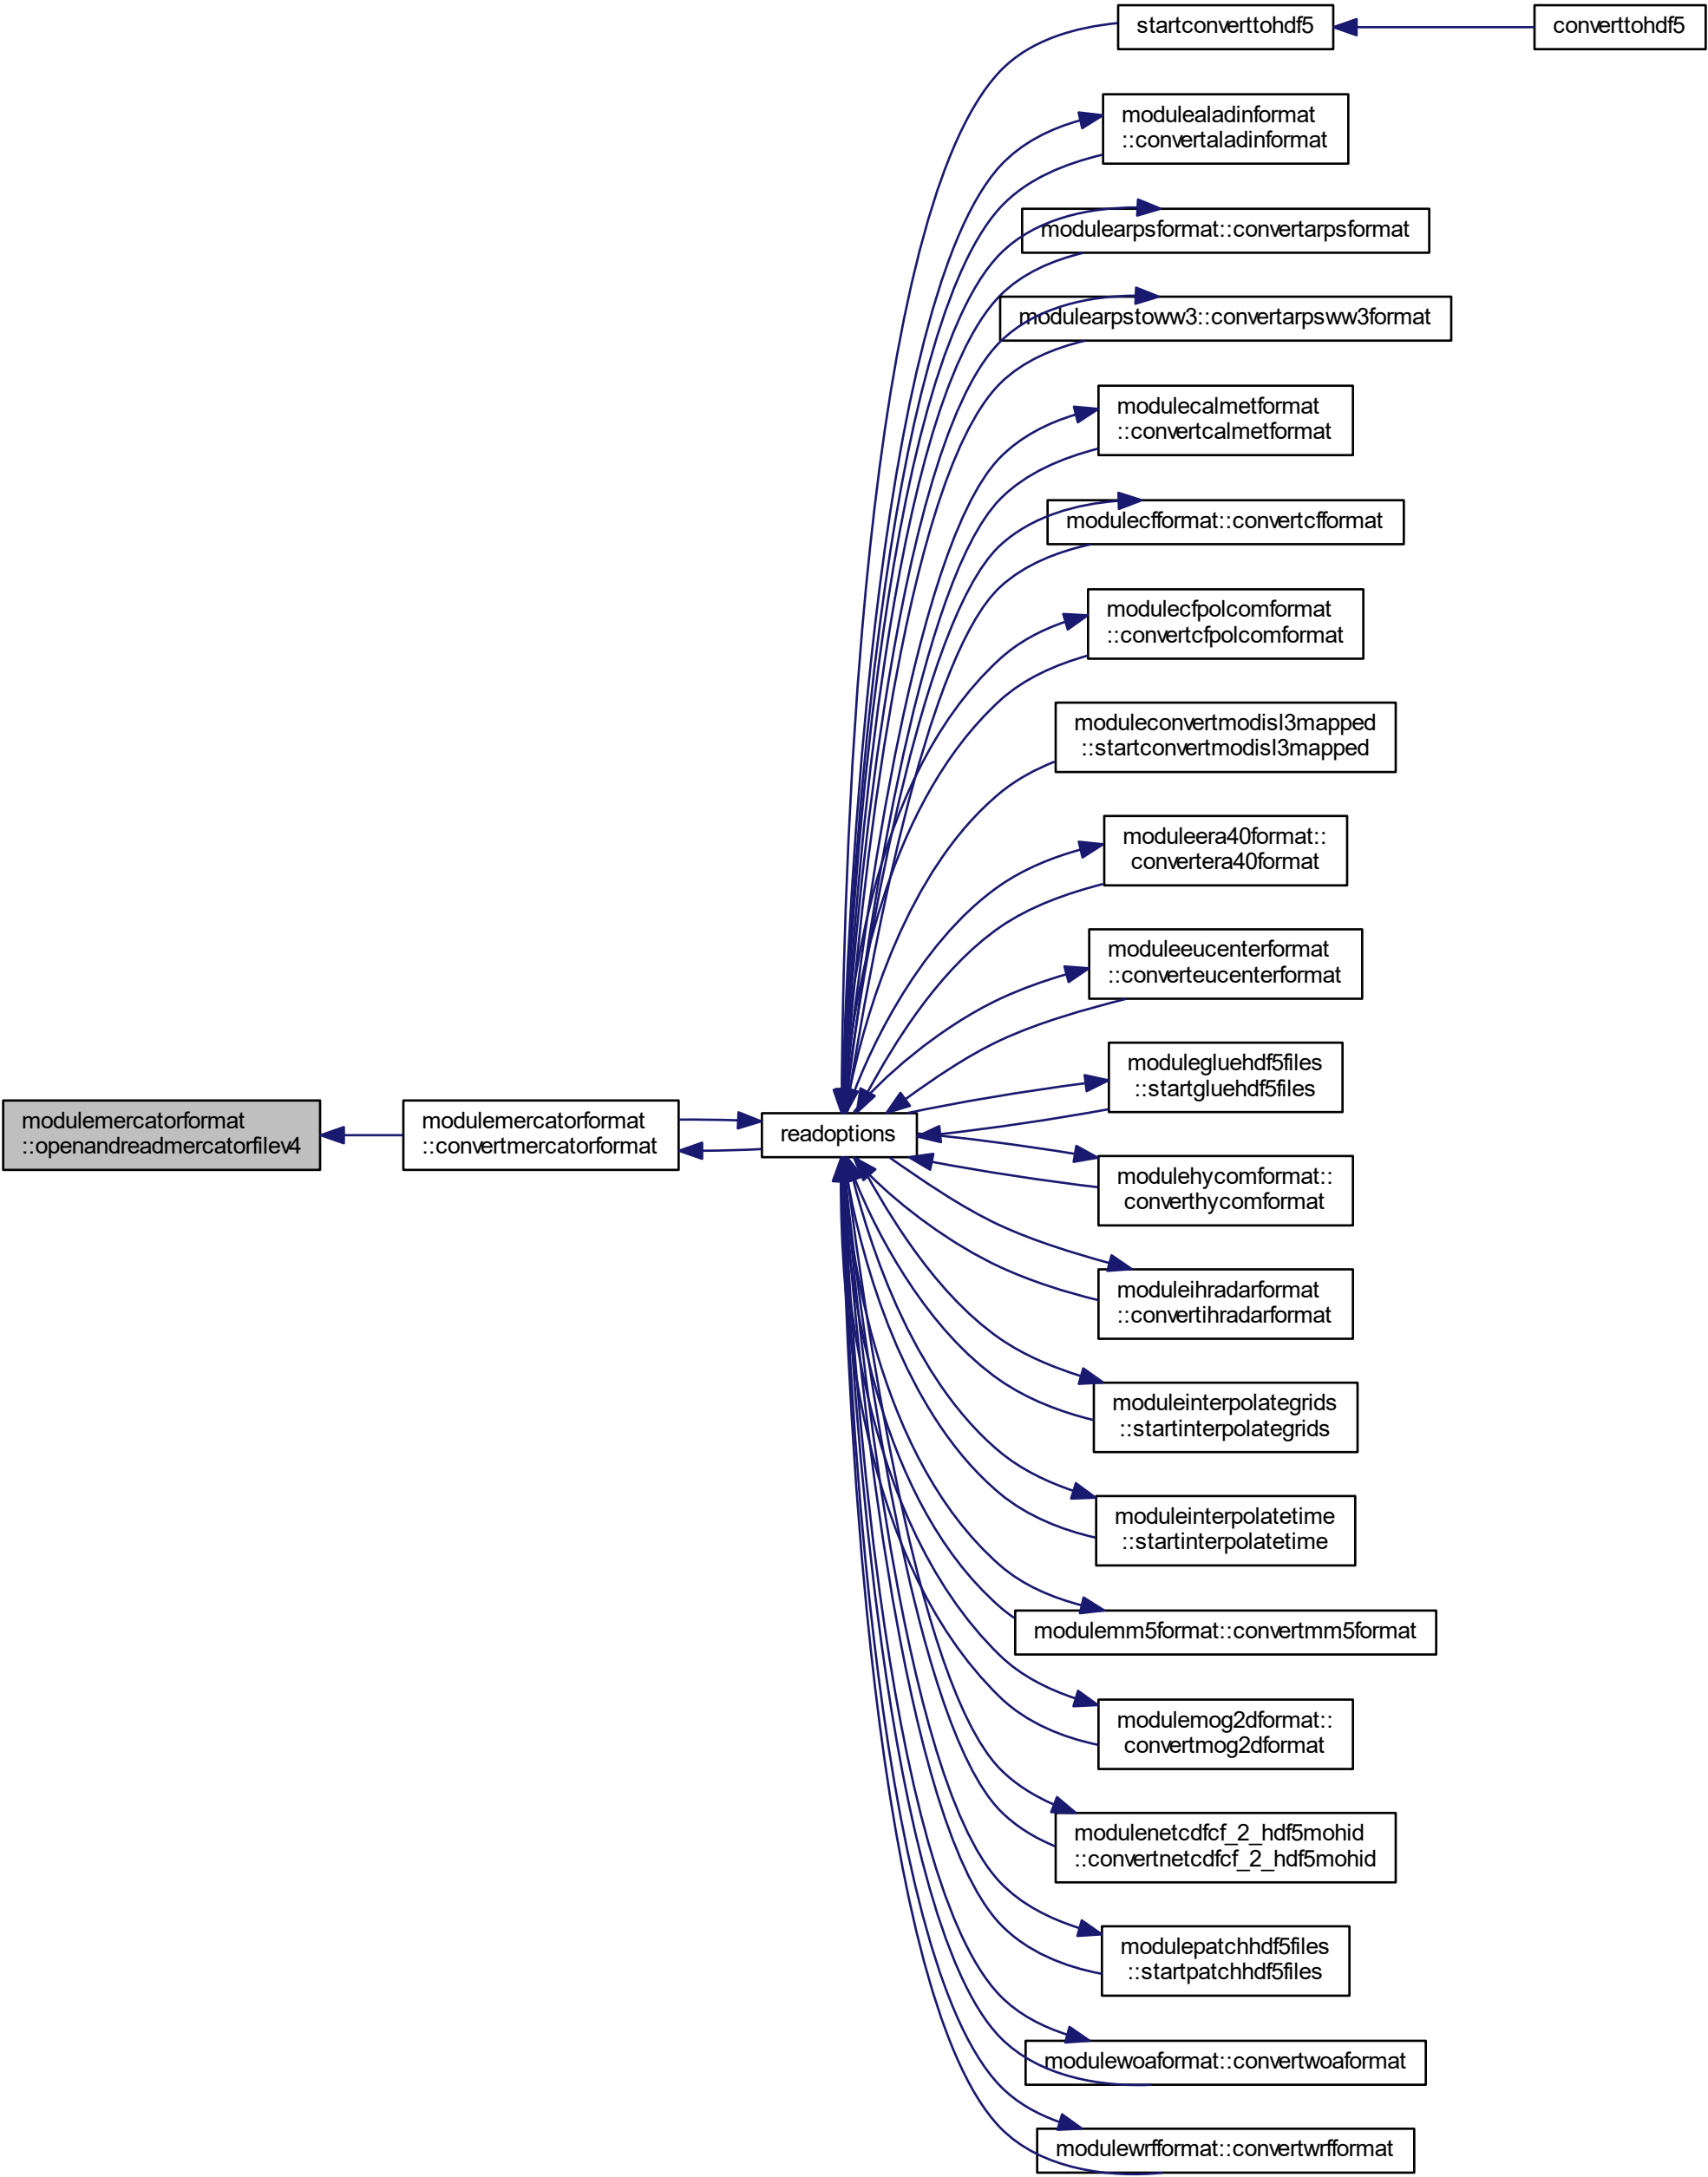 startconverttohdf5
converttohdf5
modulealadinformat
::convertaladinformat
modulearpsformat::convertarpsformat
modulearpstoww3::convertarpsww3format
modulecalmetformat
::convertcalmetformat
modulecfformat::convertcfformat
modulecfpolcomformat
::convertcfpolcomformat
moduleconvertmodisl3mapped
::startconvertmodisl3mapped
moduleera40format::
convertera40format
moduleeucenterformat
::converteucenterformat
modulegluehdf5files
::startgluehdf5files
modulemercatorformat
::openandreadmercatorfilev4
modulemercatorformat
::convertmercatorformat
readoptions
modulehycomformat::
converthycomformat
moduleihradarformat
::convertihradarformat
moduleinterpolategrids
::startinterpolategrids
moduleinterpolatetime
::startinterpolatetime
modulemm5format::convertmm5format
modulemog2dformat::
convertmog2dformat
modulenetcdfcf_2_hdf5mohid
::convertnetcdfcf_2_hdf5mohid
modulepatchhdf5files
::startpatchhdf5files
modulewoaformat::convertwoaformat
modulewrfformat::convertwrfformat